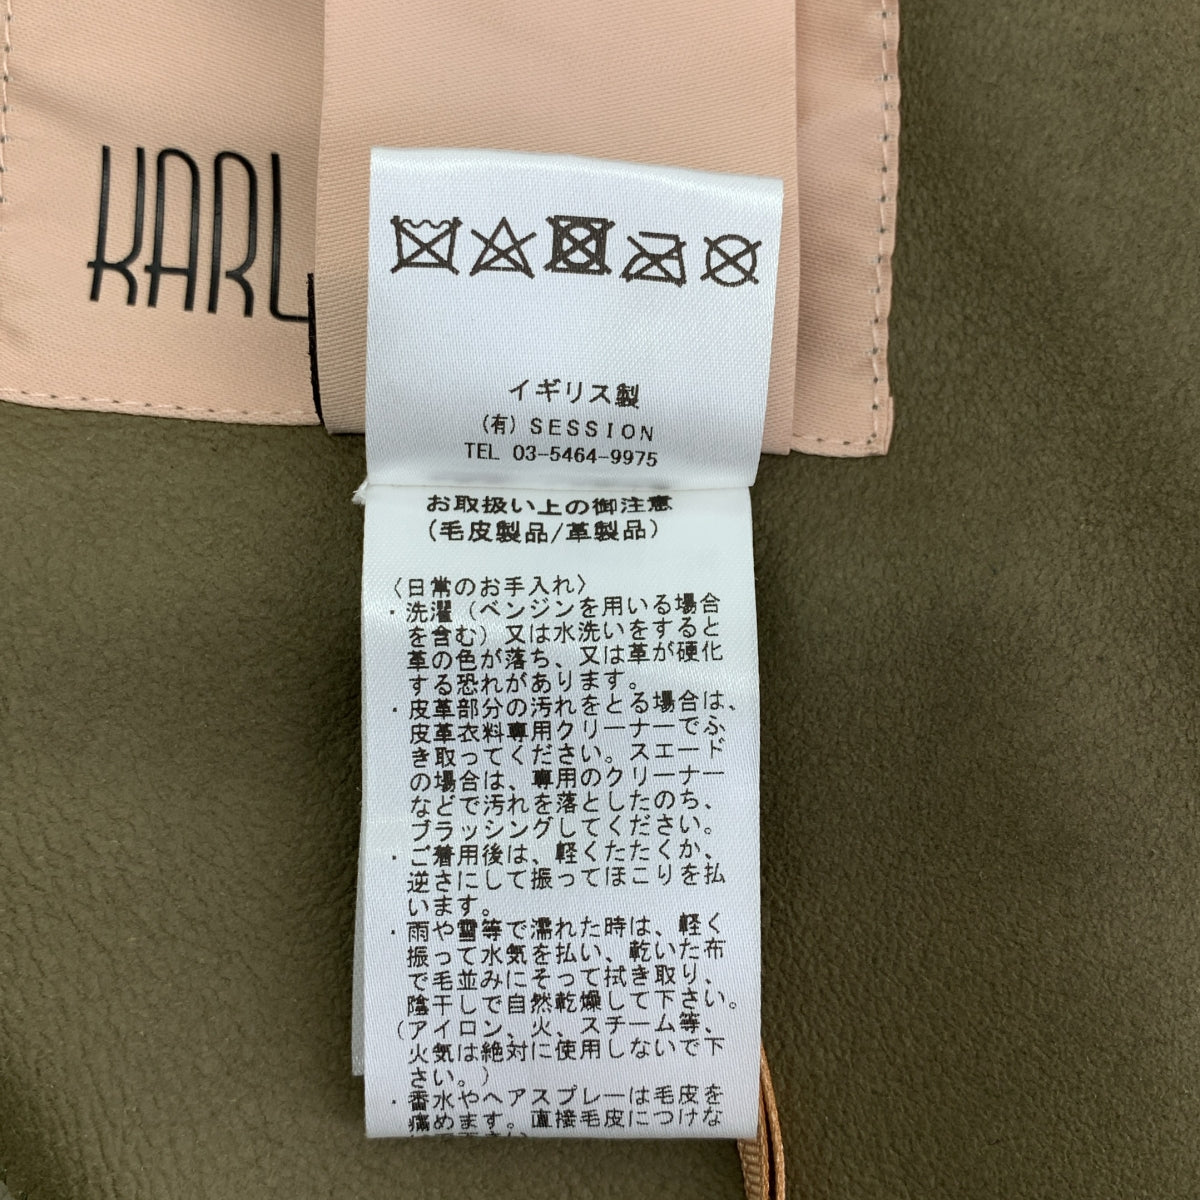 KARL
イギリス製
(有) SESSION
TEL 03-5464-9975
お取扱い上の御注意
(毛皮製品/革製品)
〈日常のお手入れ〉
・洗濯（ベンジンを用いる場合
を含む）又は水洗いをすると
革の色が落ち、又は革が硬化
する恐れがあります。
・皮革部分の汚れをとる場合は、
皮革衣料専用クリーナーでふ
き取ってください。スエード
の場合は、専用のクリーナー
などで汚れを落としたのち、
ブラッシングしてください。
・ご着用後は、軽くたたくか、
逆さにして振ってほこりを払
います。
・雨や雪等で濡れた時は、軽く
振って水気を払い、乾いた布
で毛並みにそって拭き取り、
陰干しで自然乾燥して下さい。
（アイロン、火、スチーム等、
火気は絶対に使用しないで下
さい。）
・香水やヘアスプレーは毛皮を
痛めます。直接毛皮につけな